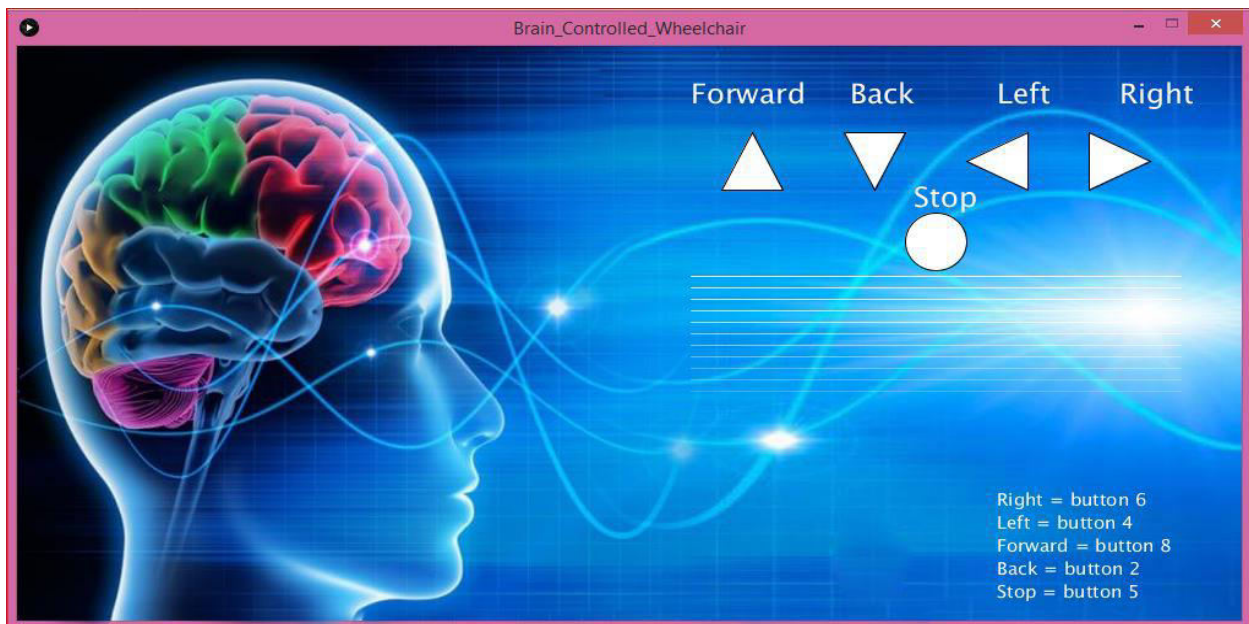 Brain_Controlled_Wheelchair
Forward Back Left Right
Stop
Right = button 6
Left = button 4
Forward = button 8
Back = button 2
Stop = button 5